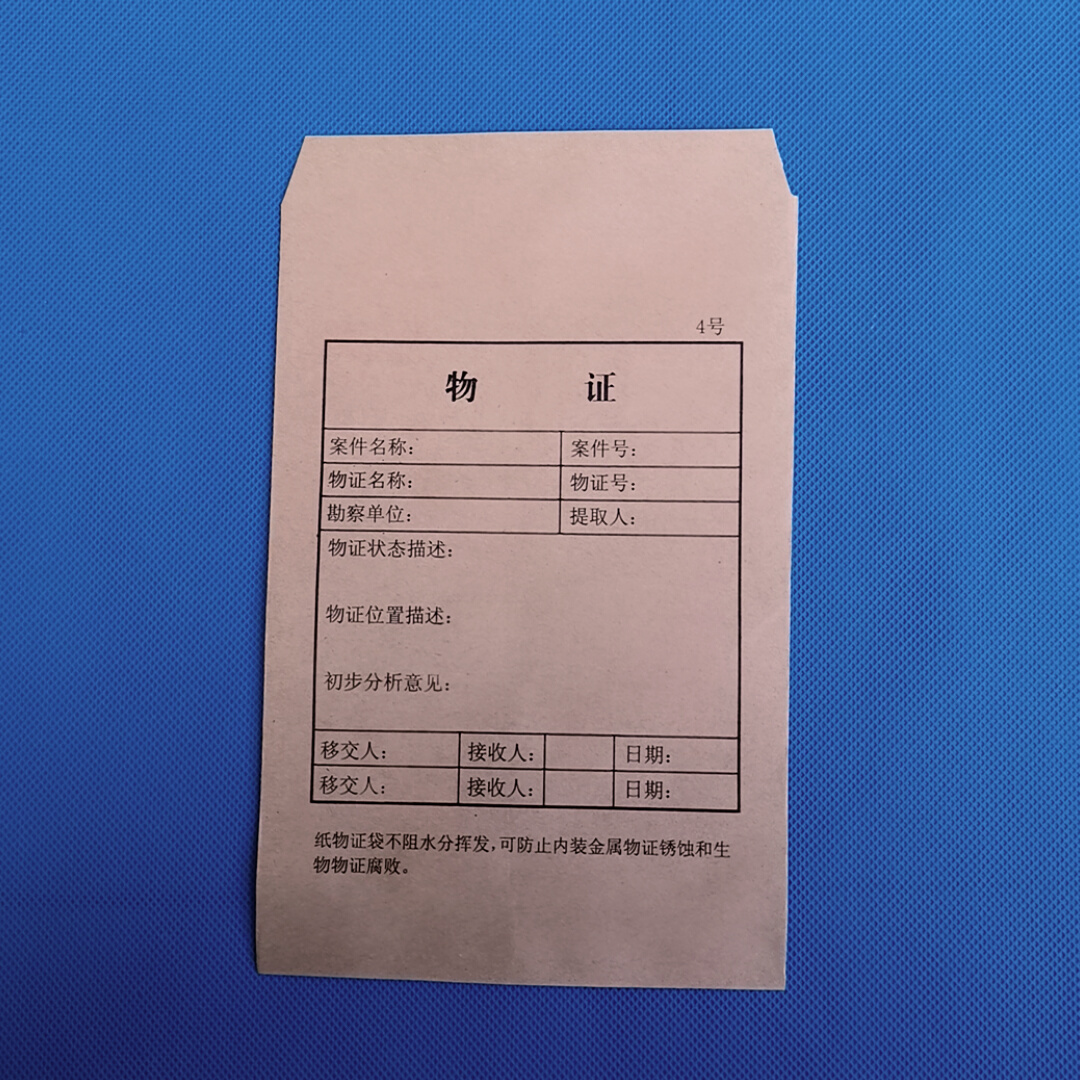 4号
物 证
案件名称: 案件号:
物证名称: 物证号:
勘察单位: 提取人:
物证状态描述:
物证位置描述:
初步分析意见:
移交人: 接收人: 日期:
移交人: 接收人: 日期:
纸物证袋不阻水分挥发,可防止内装金属物证锈蚀和生
物物证腐败。